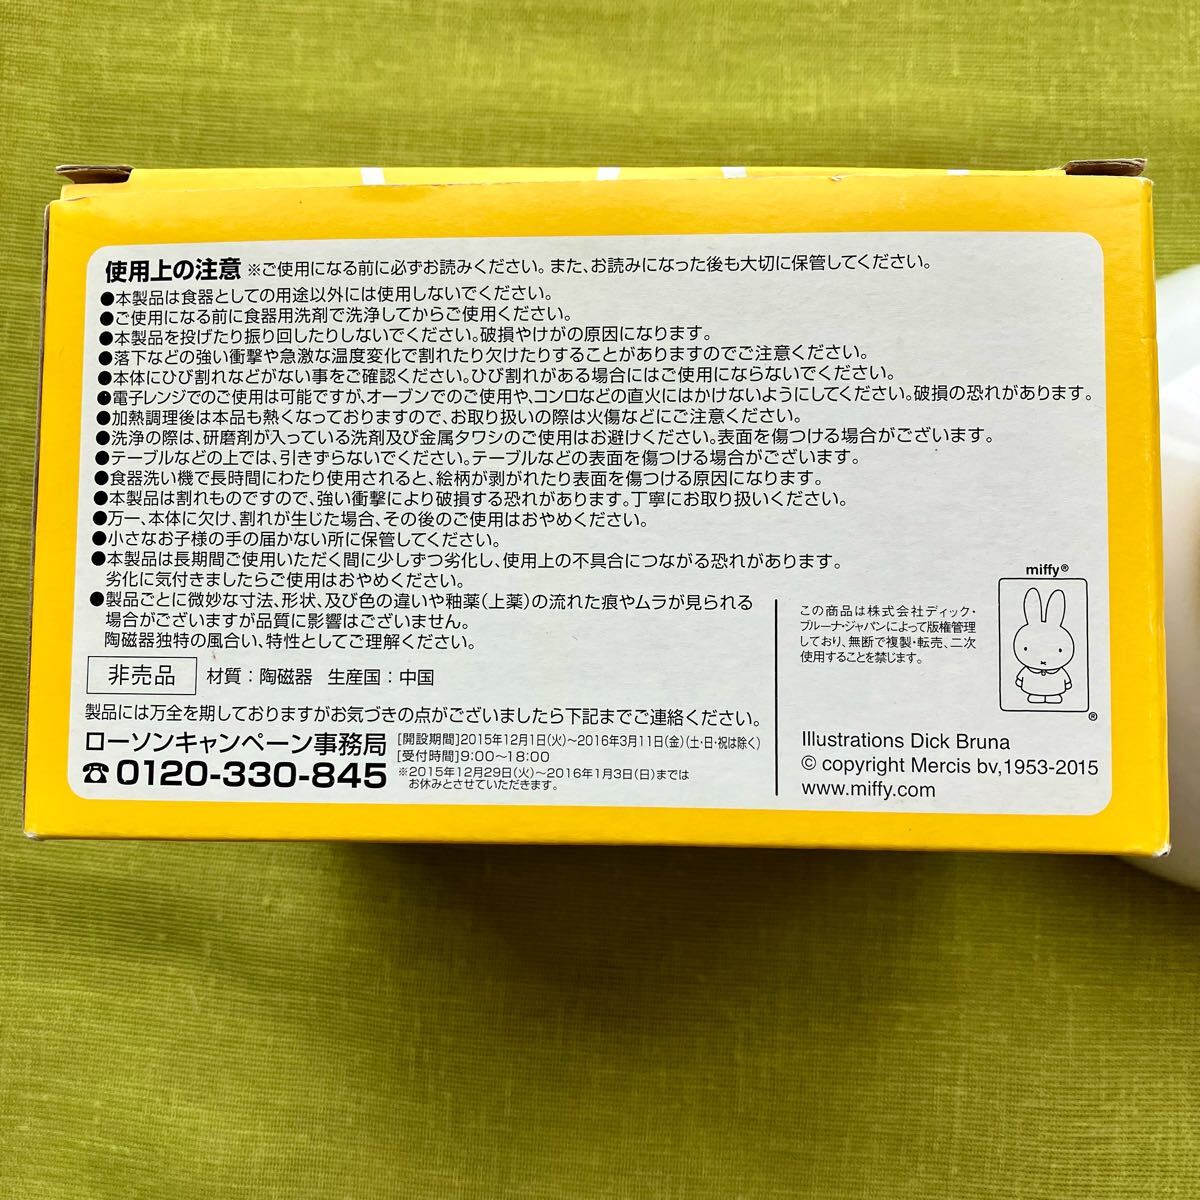 使用上の注意 ※ご使用になる前に必ずお読みください。また、お読みになった後も大切に保管してください。
●本製品は食器としての用途以外には使用しないでください。
●ご使用になる前に食器用洗剤で洗浄してからご使用ください。
●本製品を投げたり振り回したりしないでください。破損やけがの原因になります。
●落下などの強い衝撃や急激な温度変化で割れたり欠けたりすることがありますのでご注意ください。
●本体にひび割れなどがない事をご確認ください。ひび割れがある場合にはご使用にならないでください。
●電子レンジでのご使用は可能ですが、オーブンでのご使用や、コンロなどの直火にはかけないようにしてください。破損の恐れがあります。
●加熱調理後は本品も熱くなっておりますので、お取り扱いの際は火傷などにご注意ください。
●洗浄の際は、研磨剤が入っている洗剤及び金属タワシのご使用はお避けください。表面を傷つける場合がございます。
●テーブルなどの上では、引きずらないでください。テーブルなどの表面を傷つける場合がございます。
●食器洗い機で長時間にわたり使用されると、絵柄が剥がれたり表面を傷つける原因になります。
●本製品は割れものですので、強い衝撃により破損する恐れがあります。丁寧にお取り扱いください。
●万一、本体に欠け、割れが生じた場合、その後のご使用はおやめください。
●小さなお子様の手の届かない所に保管してください。
●本製品は長期間ご使用いただく間に少しずつ劣化し、使用上の不具合につながる恐れがあります。
劣化に気付きましたらご使用はおやめください。
●製品ごとに微妙な寸法、形状、及び色の違いや釉薬(上薬)の流れた痕やムラが見られる
場合がございますが品質に影響はございません。
陶磁器独特の風合い、特性としてご理解ください。
非売品 材質：陶磁器 生産国：中国
製品には万全を期しておりますがお気づきの点がございましたら下記までご連絡ください。
ローソンキャンペーン事務局
☎0120-330-845
[開設期間]2015年12月1日(火)〜2016年3月11日(金)(土・日・祝は除く)
[受付時間]9:00〜18:00
※2015年12月29日(火)〜2016年1月3日(日)までは
お休みとさせていただきます。
miffy®
®
この商品は株式会社ディック・
ブルーナ・ジャパンによって版権管理
しており、無断で複製・転売、二次
使用することを禁じます。
Illustrations Dick Bruna
© copyright Mercis bv,1953-2015
www.miffy.com